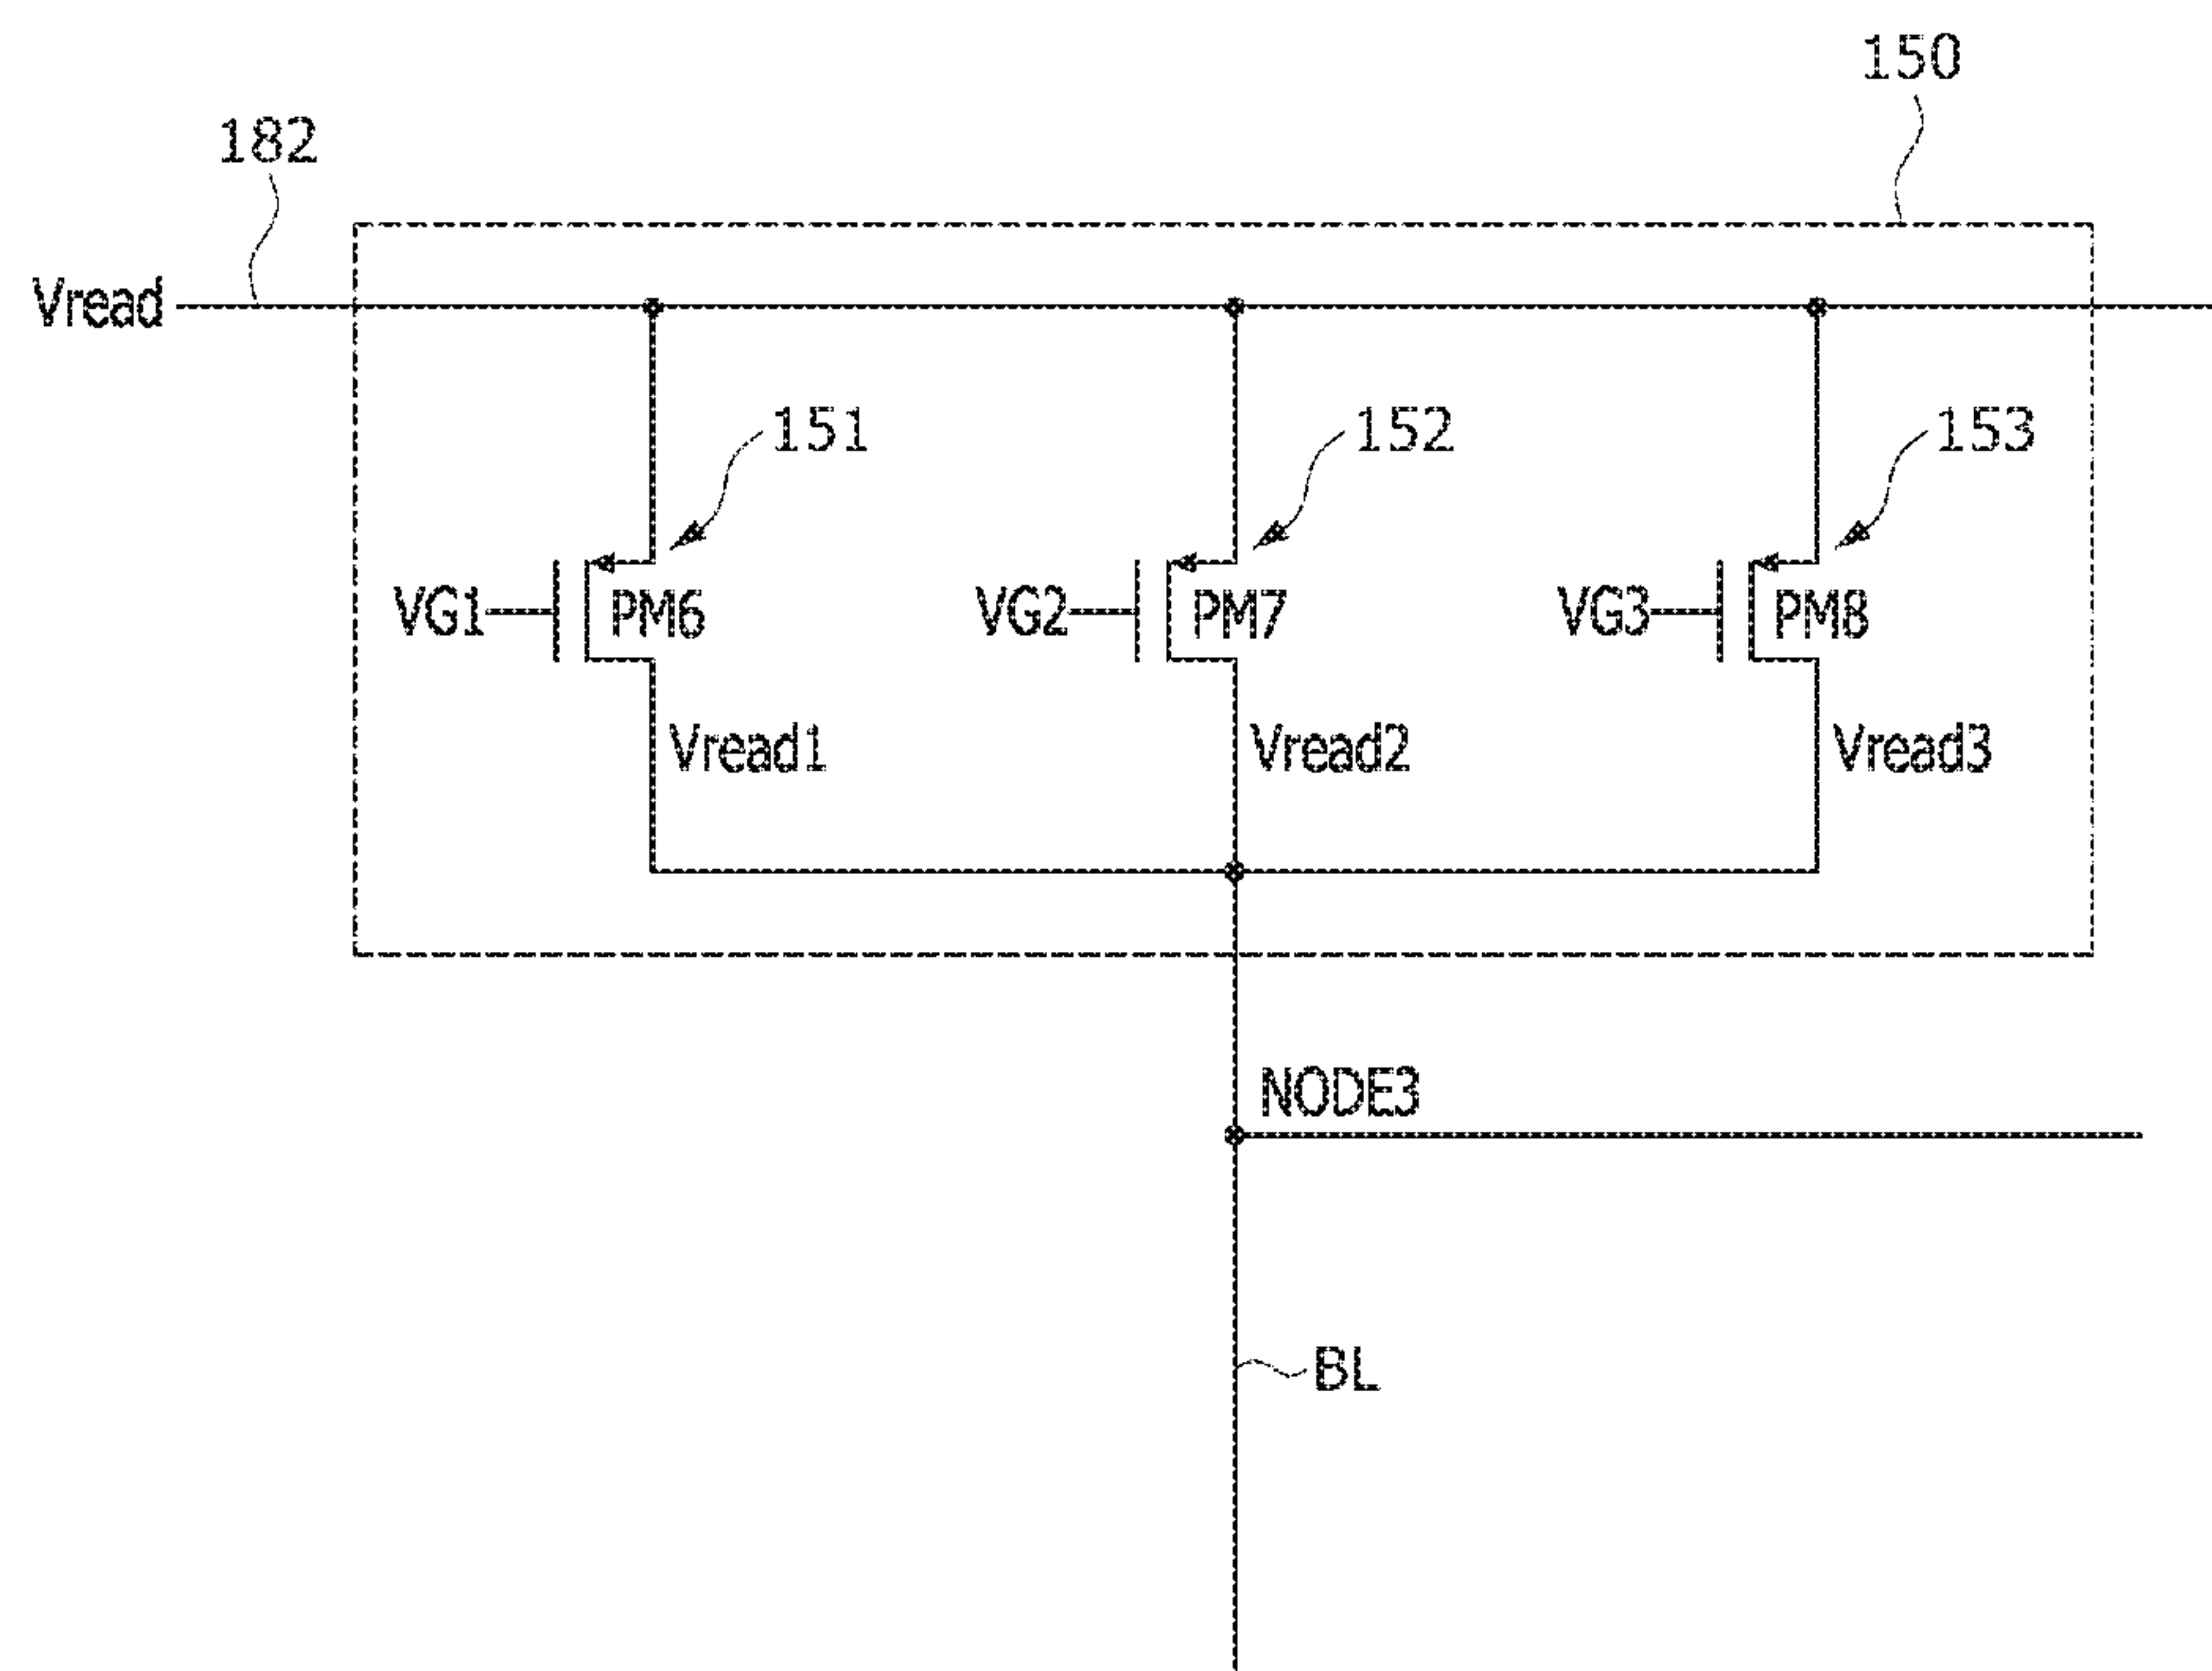 150
182
Vread
151
152
153
VG1
PM6
VG2
PM7
VG3
PM8
Vread1
Vread2
Vread3
NODE3
BL